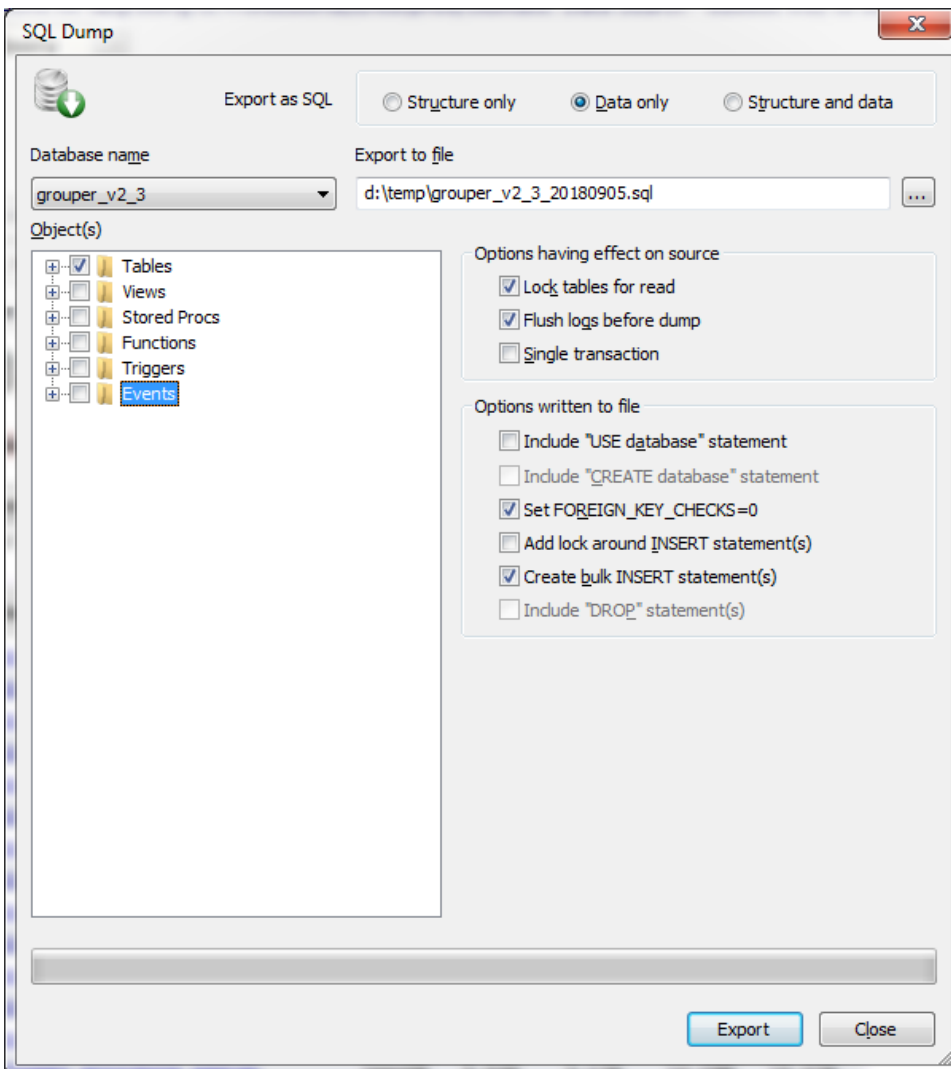 SQL Dump
Export as SQL
Structure only
Data only
Structure and data
Database name
Export to file
grouper_v2_3
d:\temp\grouper_v2_3_20180905.sql
...
Object(s)
Tables
Views
Stored Procs
Functions
Triggers
Events
Options having effect on source
Lock tables for read
Flush logs before dump
Single transaction
Options written to file
Include "USE database" statement
Include "CREATE database" statement
Set FOREIGN_KEY_CHECKS=0
Add lock around INSERT statement(s)
Create bulk INSERT statement(s)
Include "DROP" statement(s)
Export
Close